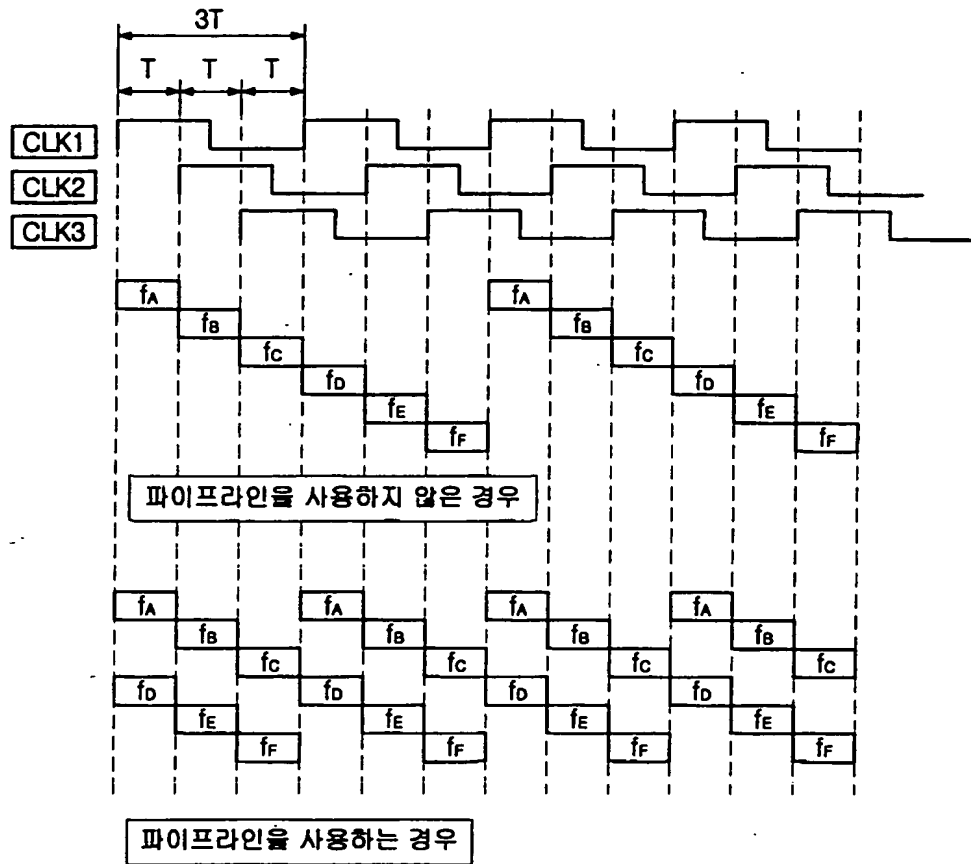 3T
T T T
CLK1
CLK2
CLK3
fA fA
fB fB
fC fC
fD fD
fE fE
fF fF
파이프라인을 사용하지 않은 경우
fA fA fA fA
fB fB fB fB
fC fC fC fC
fD fD fD fD
fE fE fE fE
fF fF fF fF
파이프라인을 사용하는 경우